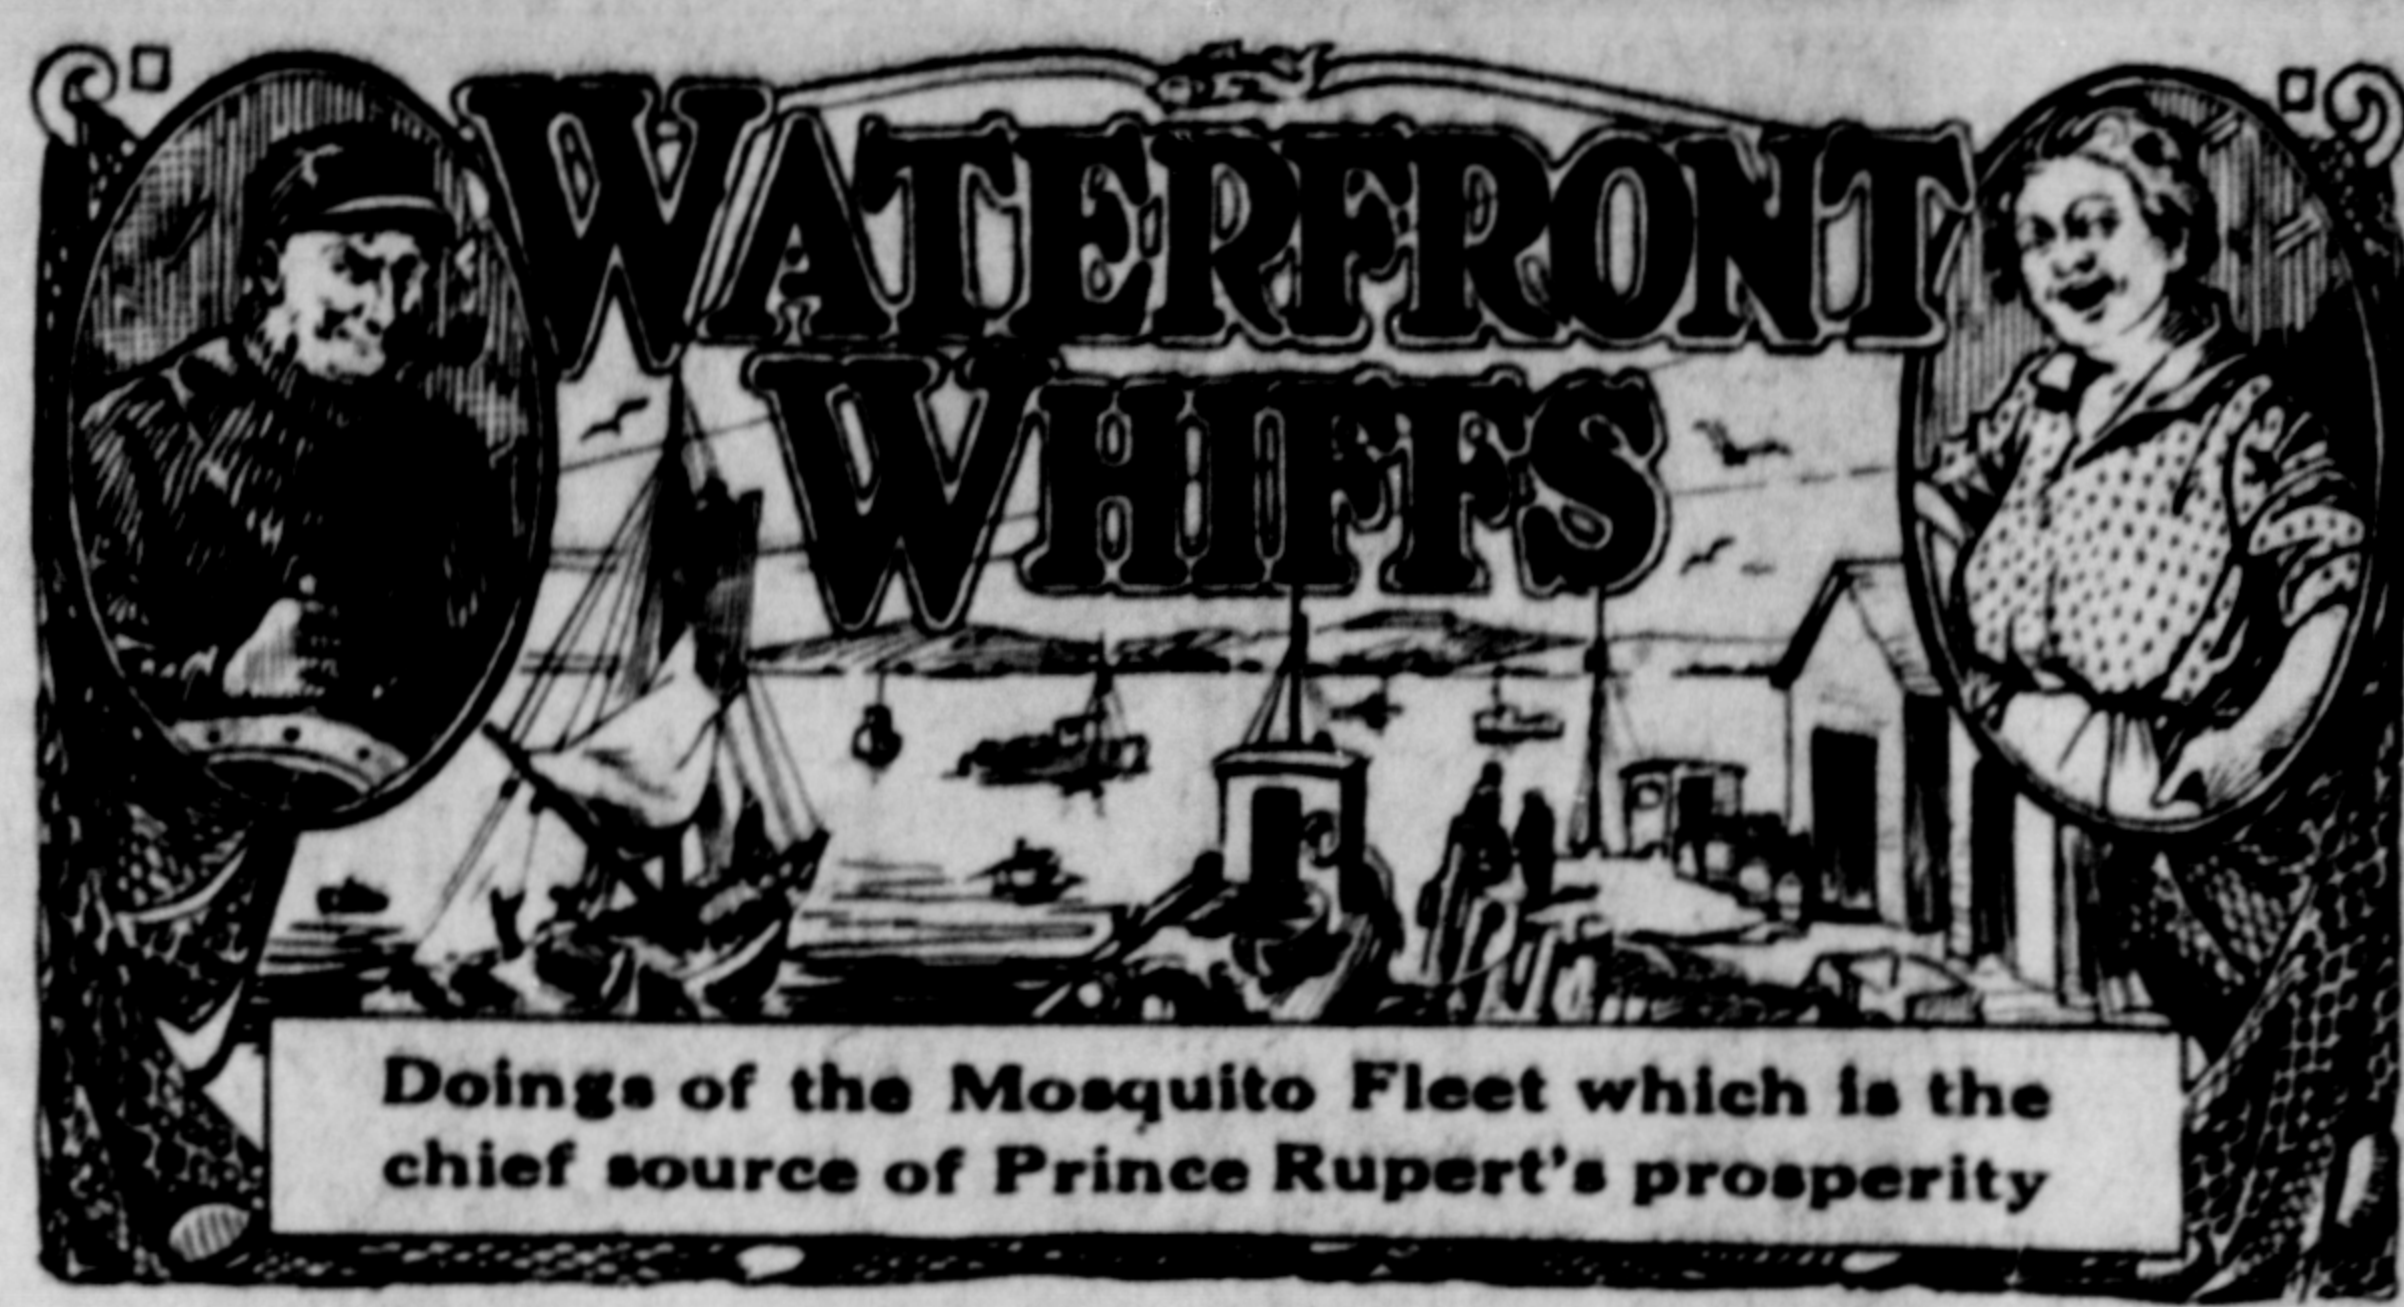 WATERFRONT
WHIFFS
Doings of the Mosquito Fleet which is the
chief source of Prince Rupert's prosperity